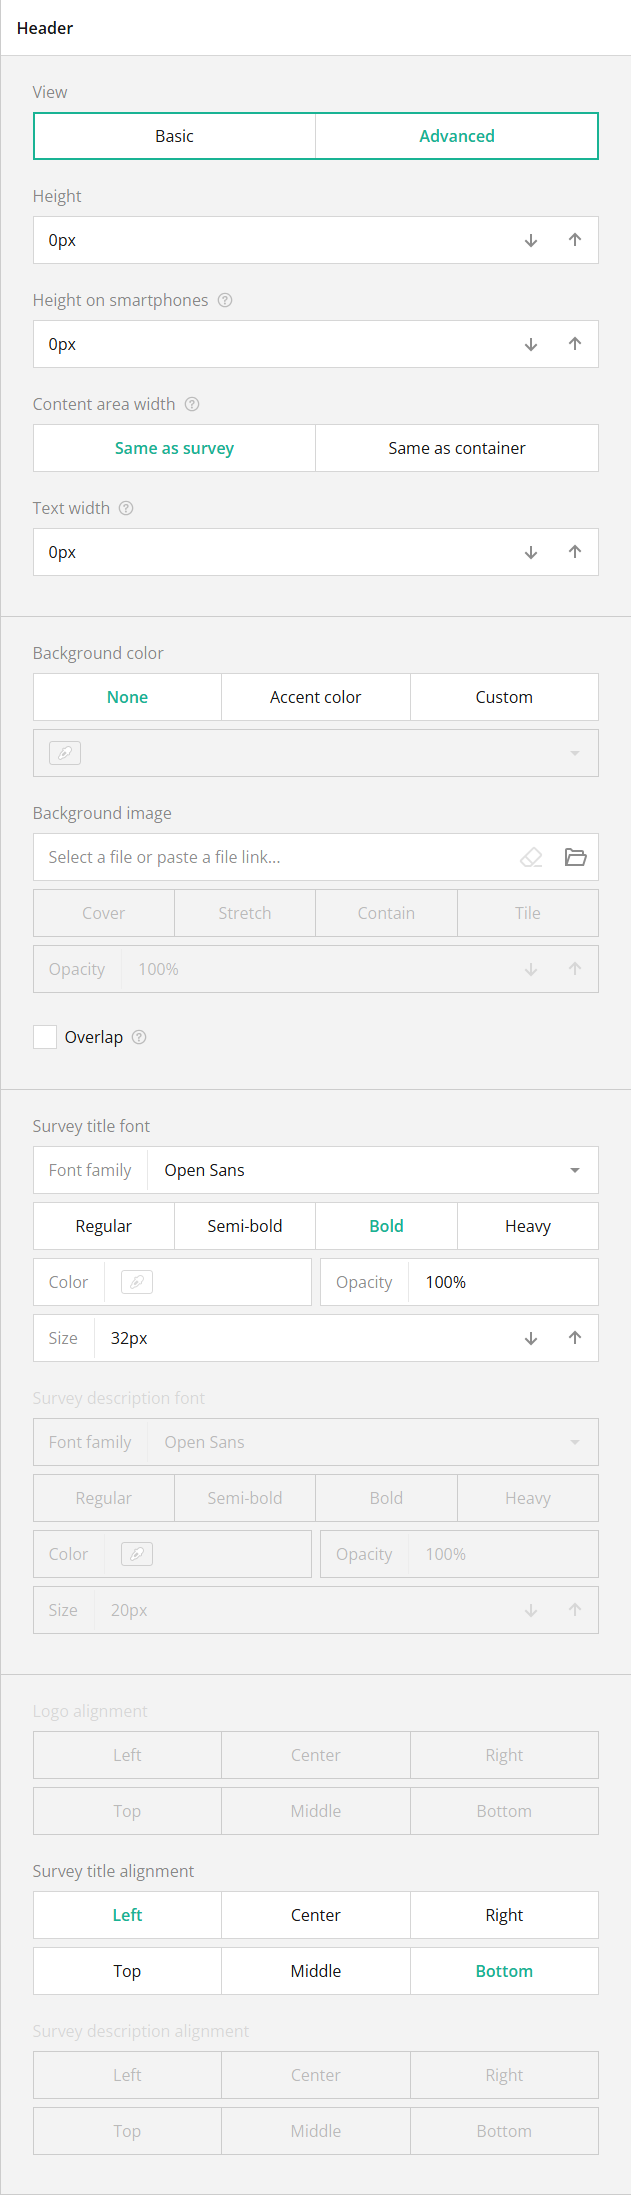 Header
View
Basic Advanced
Height
0px
Height on smartphones
0px
Content area width
Same as survey Same as container
Text width
0px
Background color
None Accent color Custom
Background image
Select a file or paste a file link...
Cover Stretch Contain Tile
Opacity 100%
Overlap
Survey title font
Font family Open Sans
Regular Semi-bold Bold Heavy
Color Opacity 100%
Size 32px
Survey description font
Font family Open Sans
Regular Semi-bold Bold Heavy
Color Opacity 100%
Size 20px
Logo alignment
Left Center Right
Top Middle Bottom
Survey title alignment
Left Center Right
Top Middle Bottom
Survey description alignment
Left Center Right
Top Middle Bottom